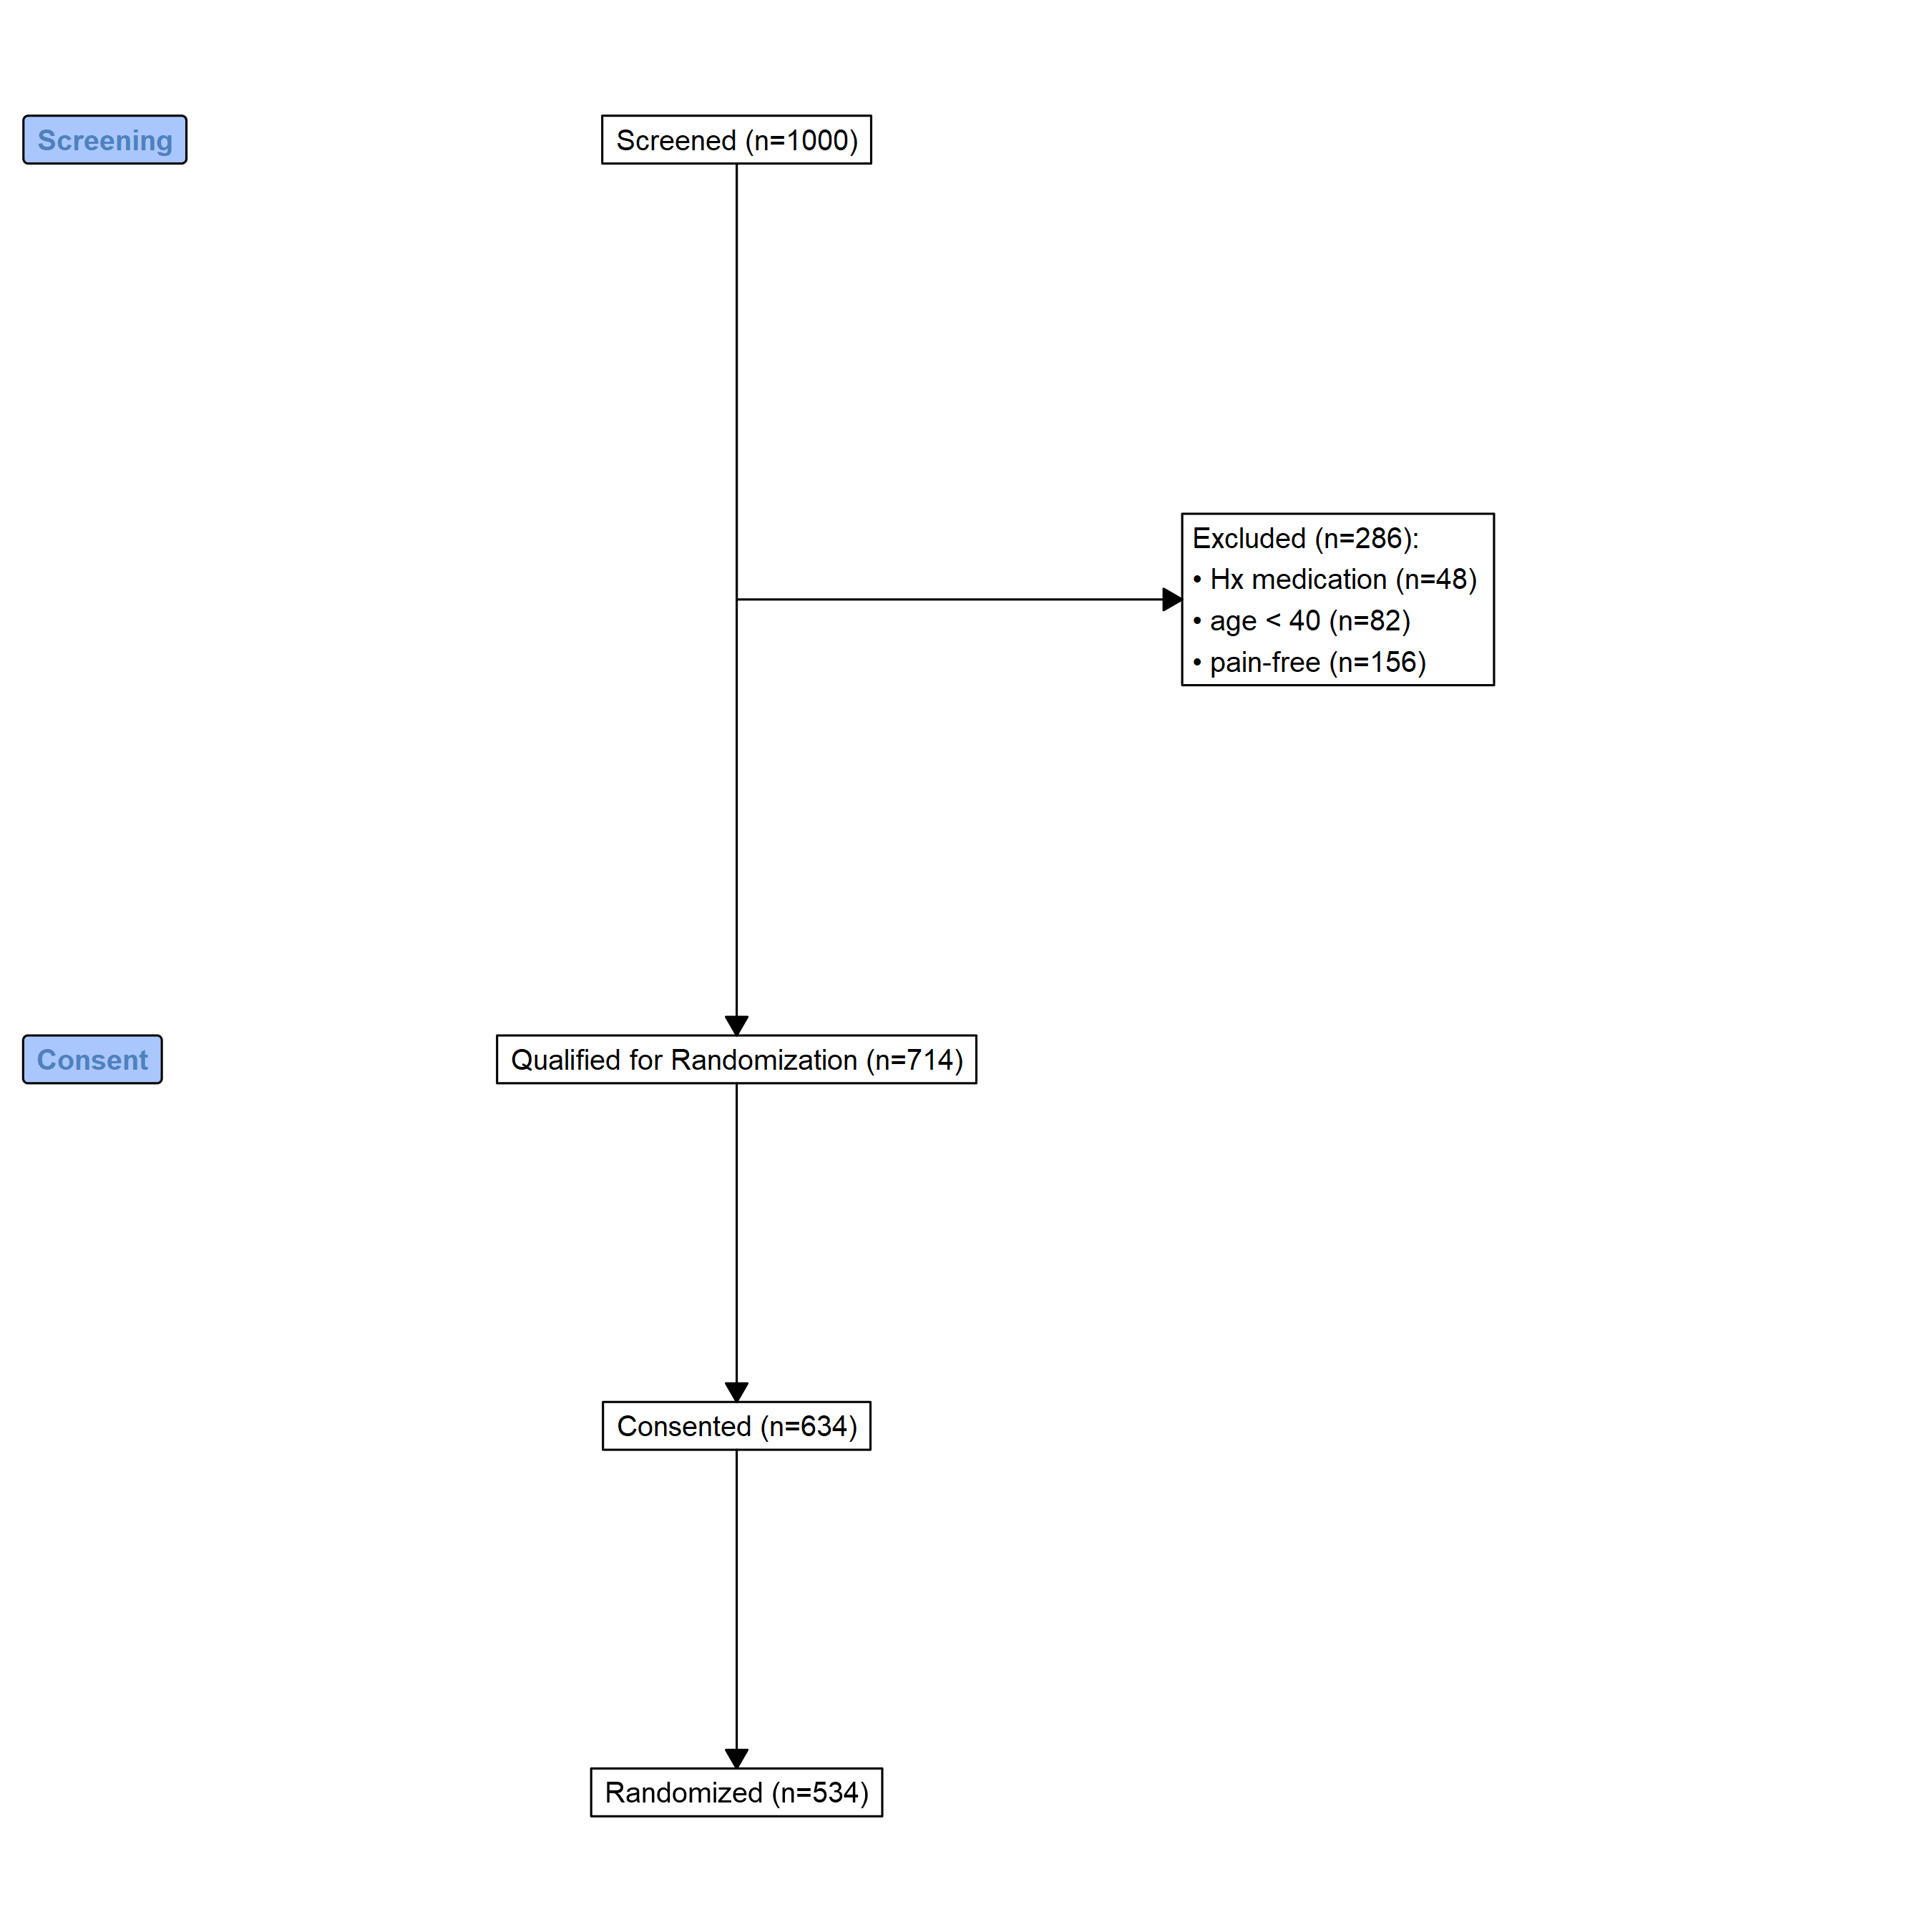 Screening
Screened (n=1000)
Excluded (n=286):
• Hx medication (n=48)
• age < 40 (n=82)
• pain-free (n=156)
Consent
Qualified for Randomization (n=714)
Consented (n=634)
Randomized (n=534)